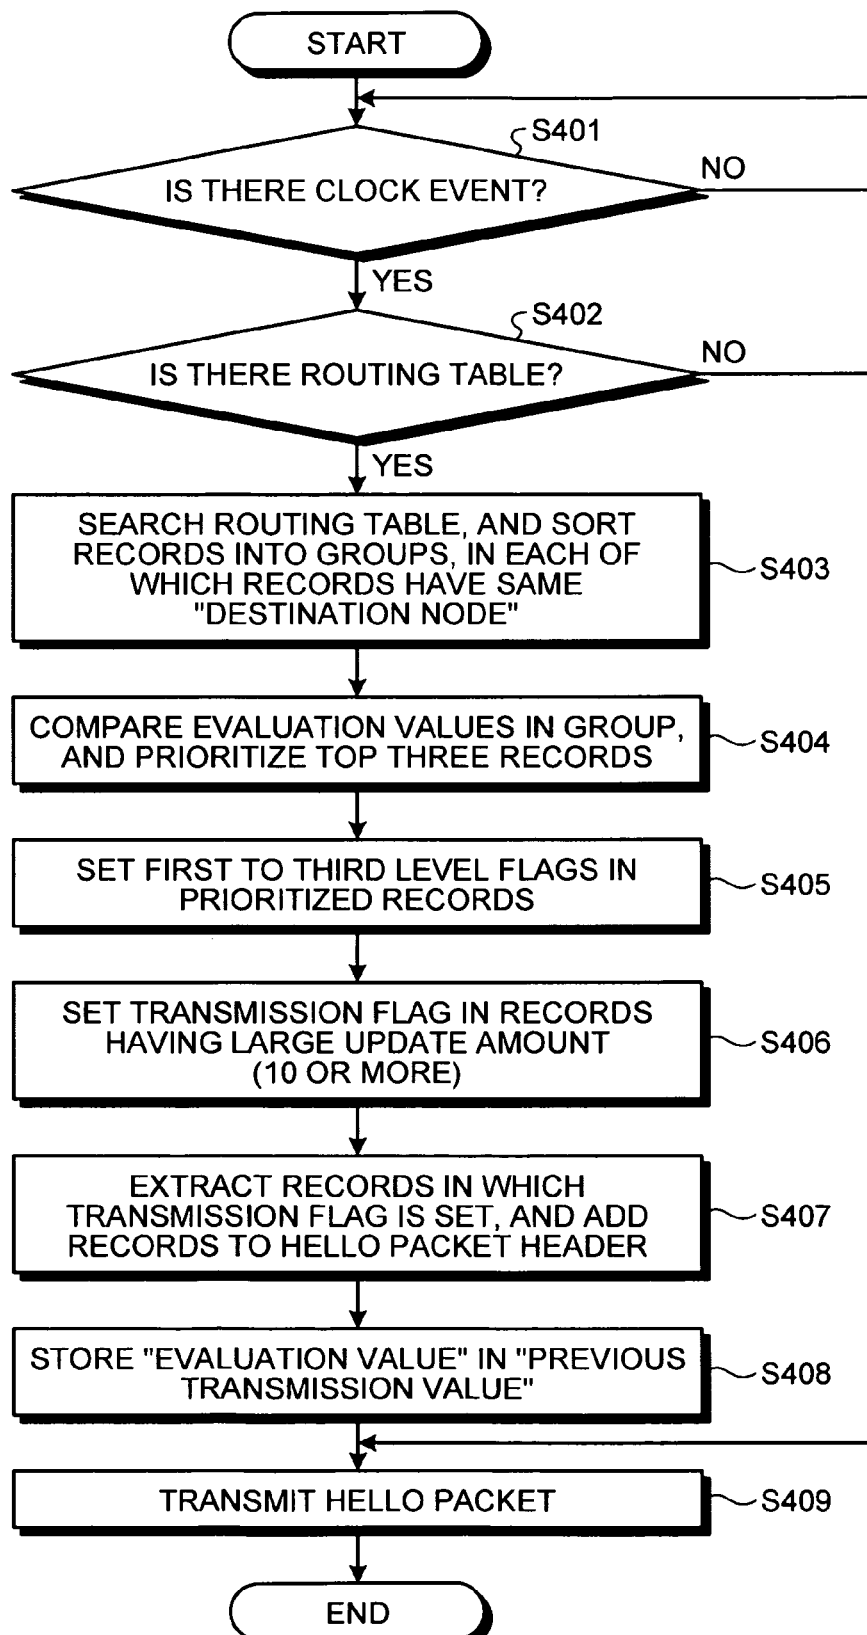 START
S401
IS THERE CLOCK EVENT?
NO
YES
S402
IS THERE ROUTING TABLE?
NO
YES
SEARCH ROUTING TABLE, AND SORT
RECORDS INTO GROUPS, IN EACH OF
WHICH RECORDS HAVE SAME
"DESTINATION NODE"
S403
COMPARE EVALUATION VALUES IN GROUP,
AND PRIORITIZE TOP THREE RECORDS
S404
SET FIRST TO THIRD LEVEL FLAGS IN
PRIORITIZED RECORDS
S405
SET TRANSMISSION FLAG IN RECORDS
HAVING LARGE UPDATE AMOUNT
(10 OR MORE)
S406
EXTRACT RECORDS IN WHICH
TRANSMISSION FLAG IS SET, AND ADD
RECORDS TO HELLO PACKET HEADER
S407
STORE "EVALUATION VALUE" IN "PREVIOUS
TRANSMISSION VALUE"
S408
TRANSMIT HELLO PACKET
S409
END